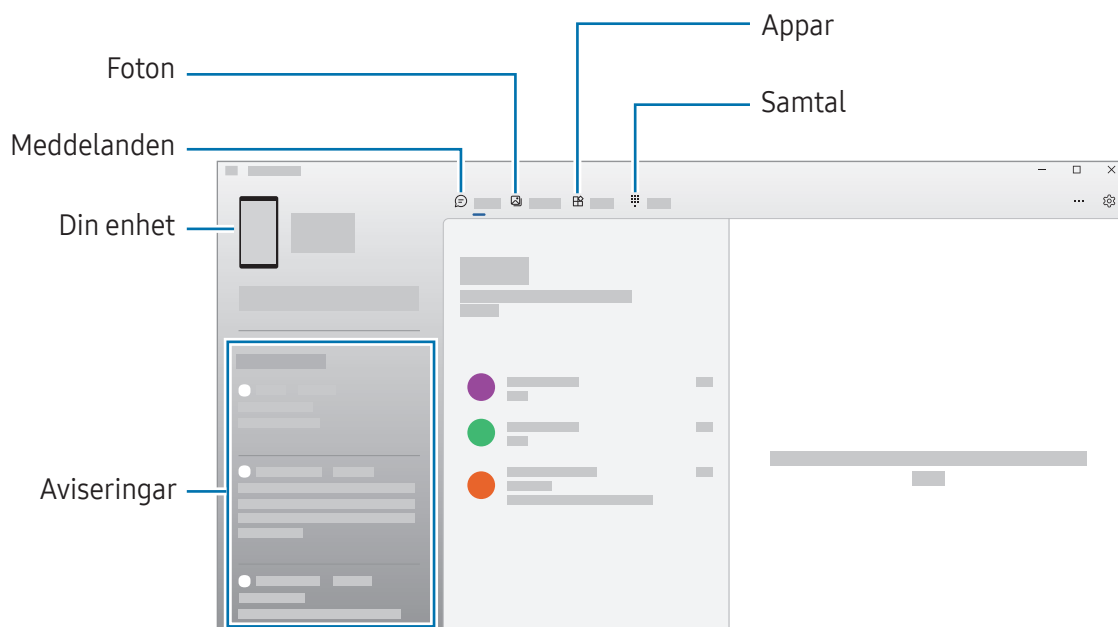 Appar
Foton
Samtal
Meddelanden
Din enhet
Aviseringar